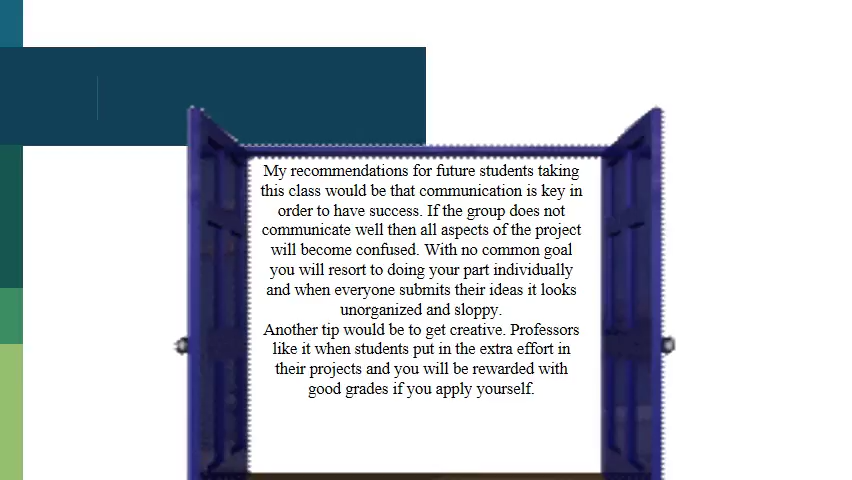 My recommendations for future students taking
this class would be that communication is key in
order to have success. If the group does not
communicate well then all aspects of the project
will become confused. With no common goal
you will resort to doing your part individually
and when everyone submits their ideas it looks
unorganized and sloppy.
Another tip would be to get creative. Professors
like it when students put in the extra effort in
their projects and you will be rewarded with
good grades if you apply yourself.